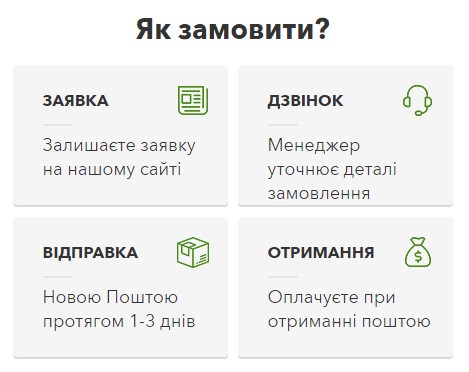 Як замовити?
ЗАЯВКА
Залишаєте заявку
на нашому сайті
ДЗВІНОК
Менеджер
уточнює деталі
замовлення
ВІДПРАВКА
Новою Поштою
протягом 1-3 днів
ОТРИМАННЯ
$
Оплачуєте при
отриманні поштою